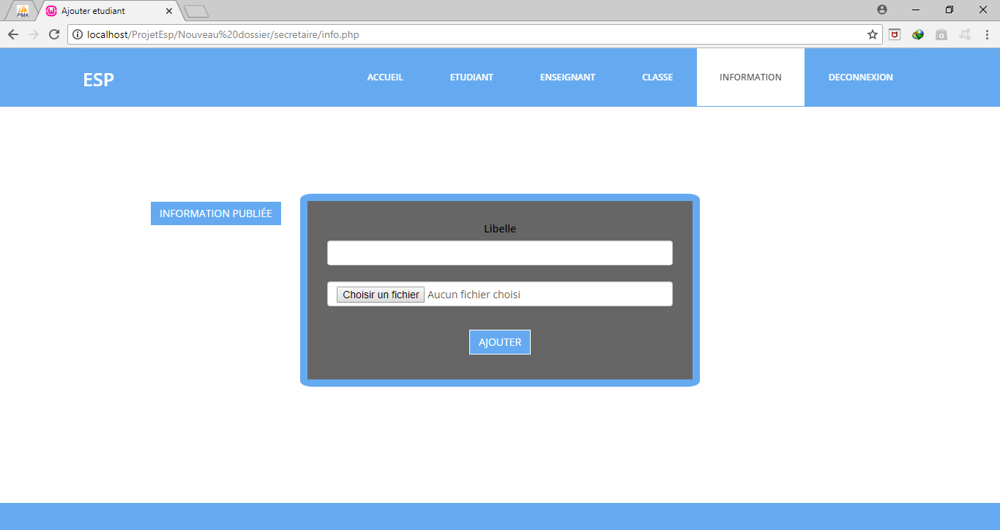 PMA
Ajouter etudiant
localhost/ProjetEsp/Nouveau%20dossier/secretaire/info.php
ESP
ACCUEIL
ETUDIANT
ENSEIGNANT
CLASSE
INFORMATION
DECONNEXION
INFORMATION PUBLIÉE
Libelle
Choisir un fichier Aucun fichier choisi
AJOUTER